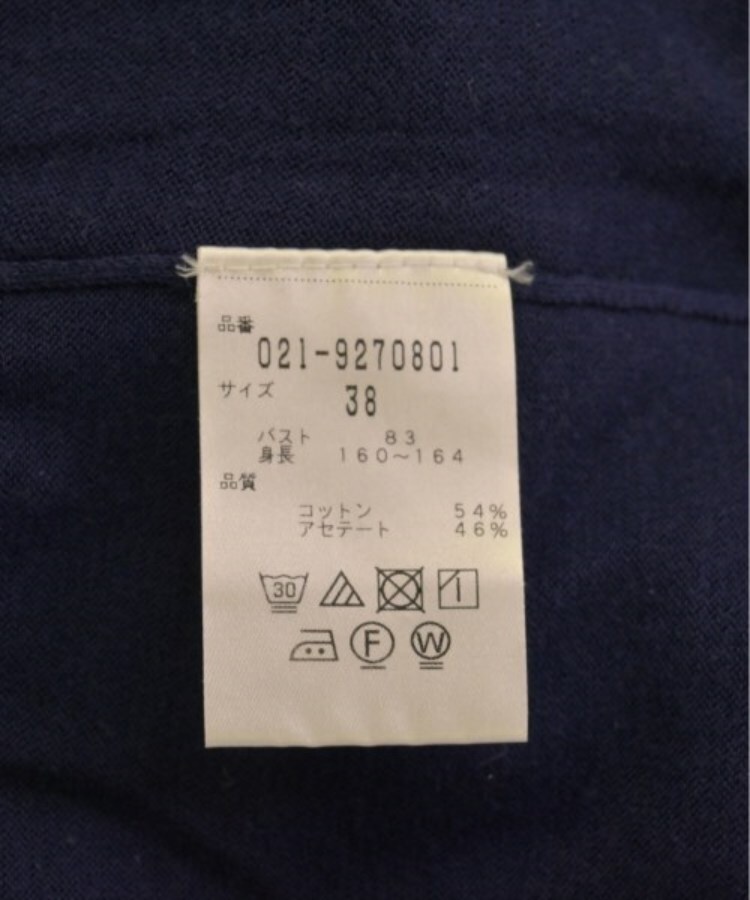 品番
021-9270801
サイズ
38
バスト 83
身長 160〜164
品質
コットン 54%
アセテート 46%
30
F W